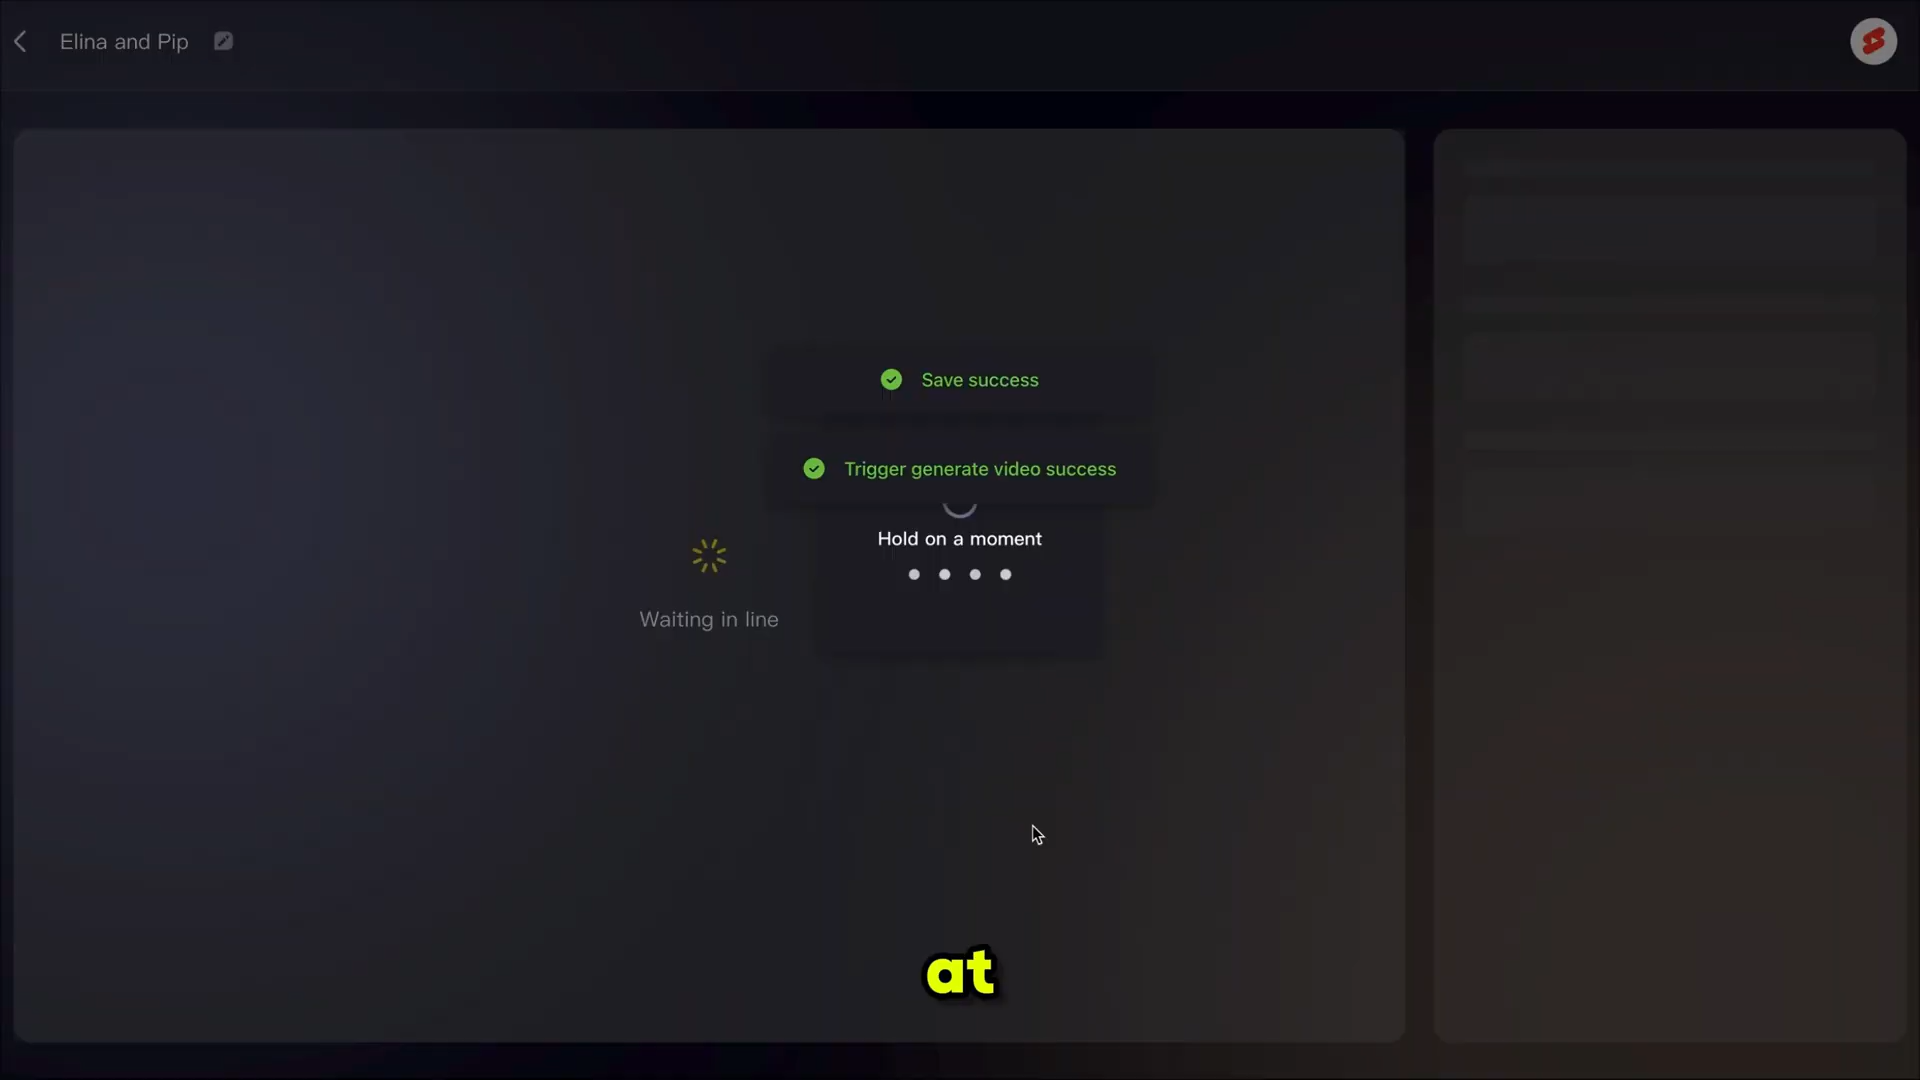 Elina and Pip
Save success
Trigger generate video success
Hold on a moment
Waiting in line
at